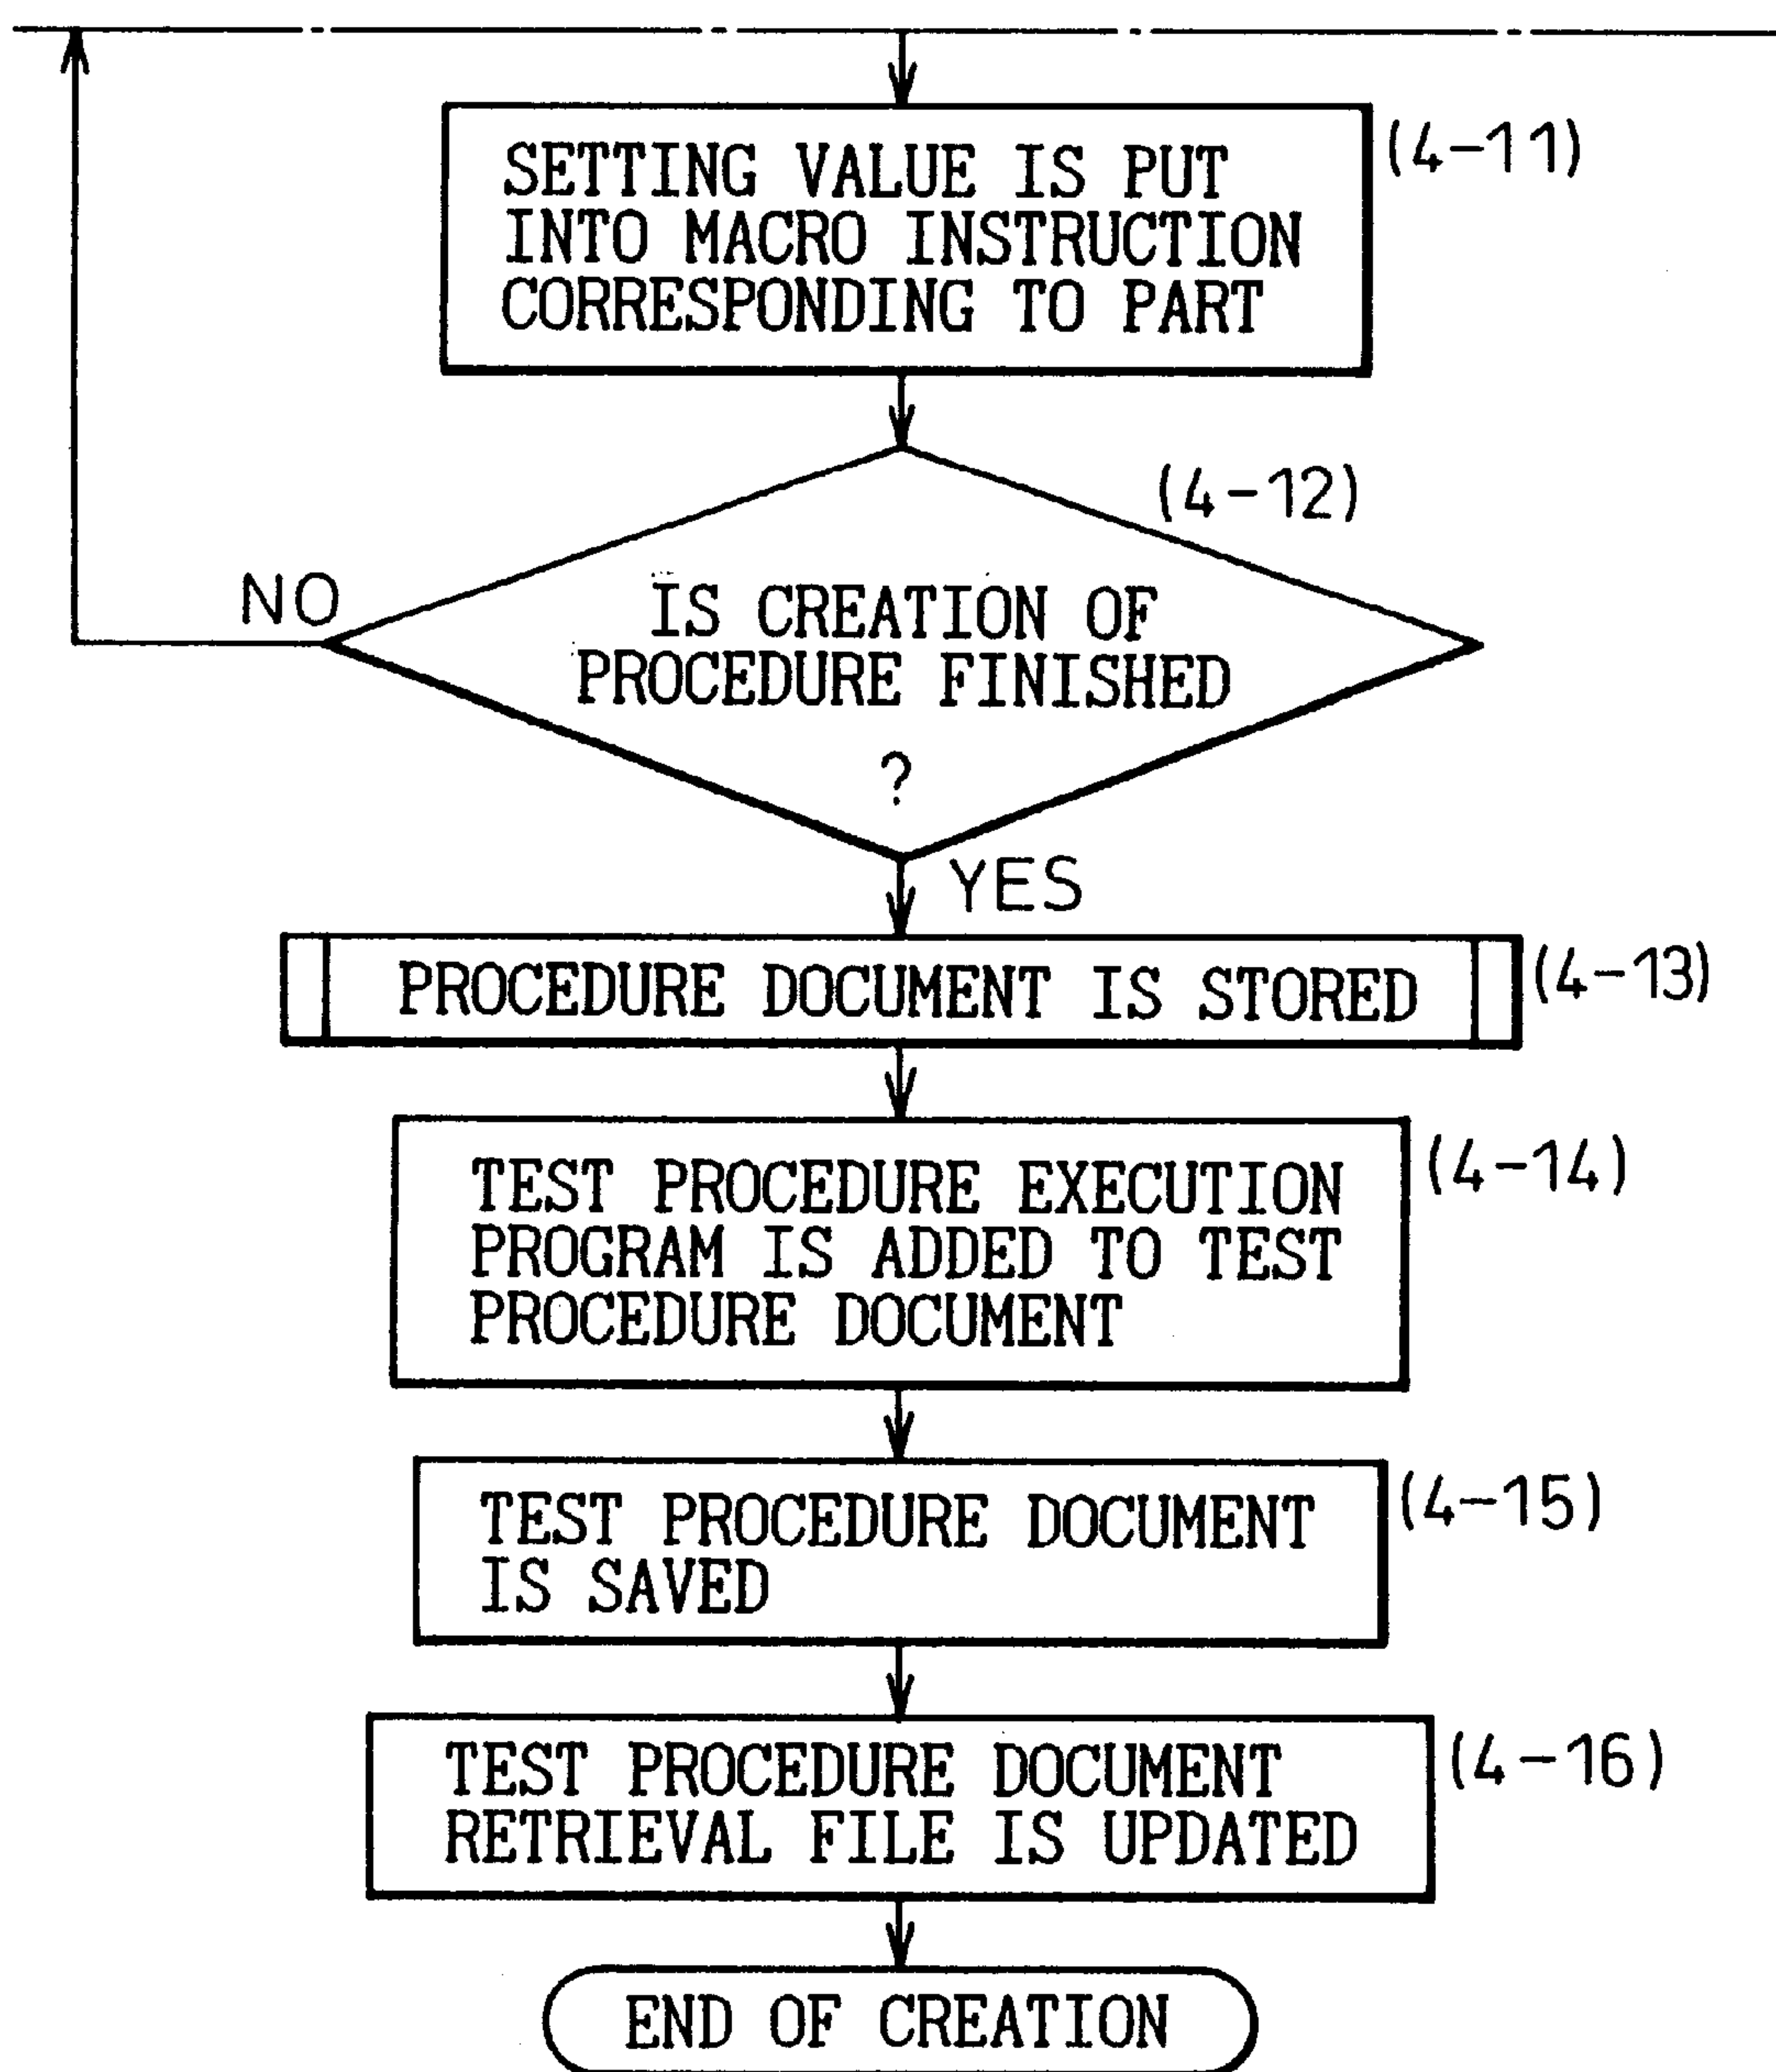 SETTING VALUE IS PUT
INTO MACRO INSTRUCTION
CORRESPONDING TO PART
(4-11)
(4-12)
IS CREATION OF
PROCEDURE FINISHED
?
NO
YES
PROCEDURE DOCUMENT IS STORED
(4-13)
TEST PROCEDURE EXECUTION
PROGRAM IS ADDED TO TEST
PROCEDURE DOCUMENT
(4-14)
TEST PROCEDURE DOCUMENT
IS SAVED
(4-15)
TEST PROCEDURE DOCUMENT
RETRIEVAL FILE IS UPDATED
(4-16)
END OF CREATION